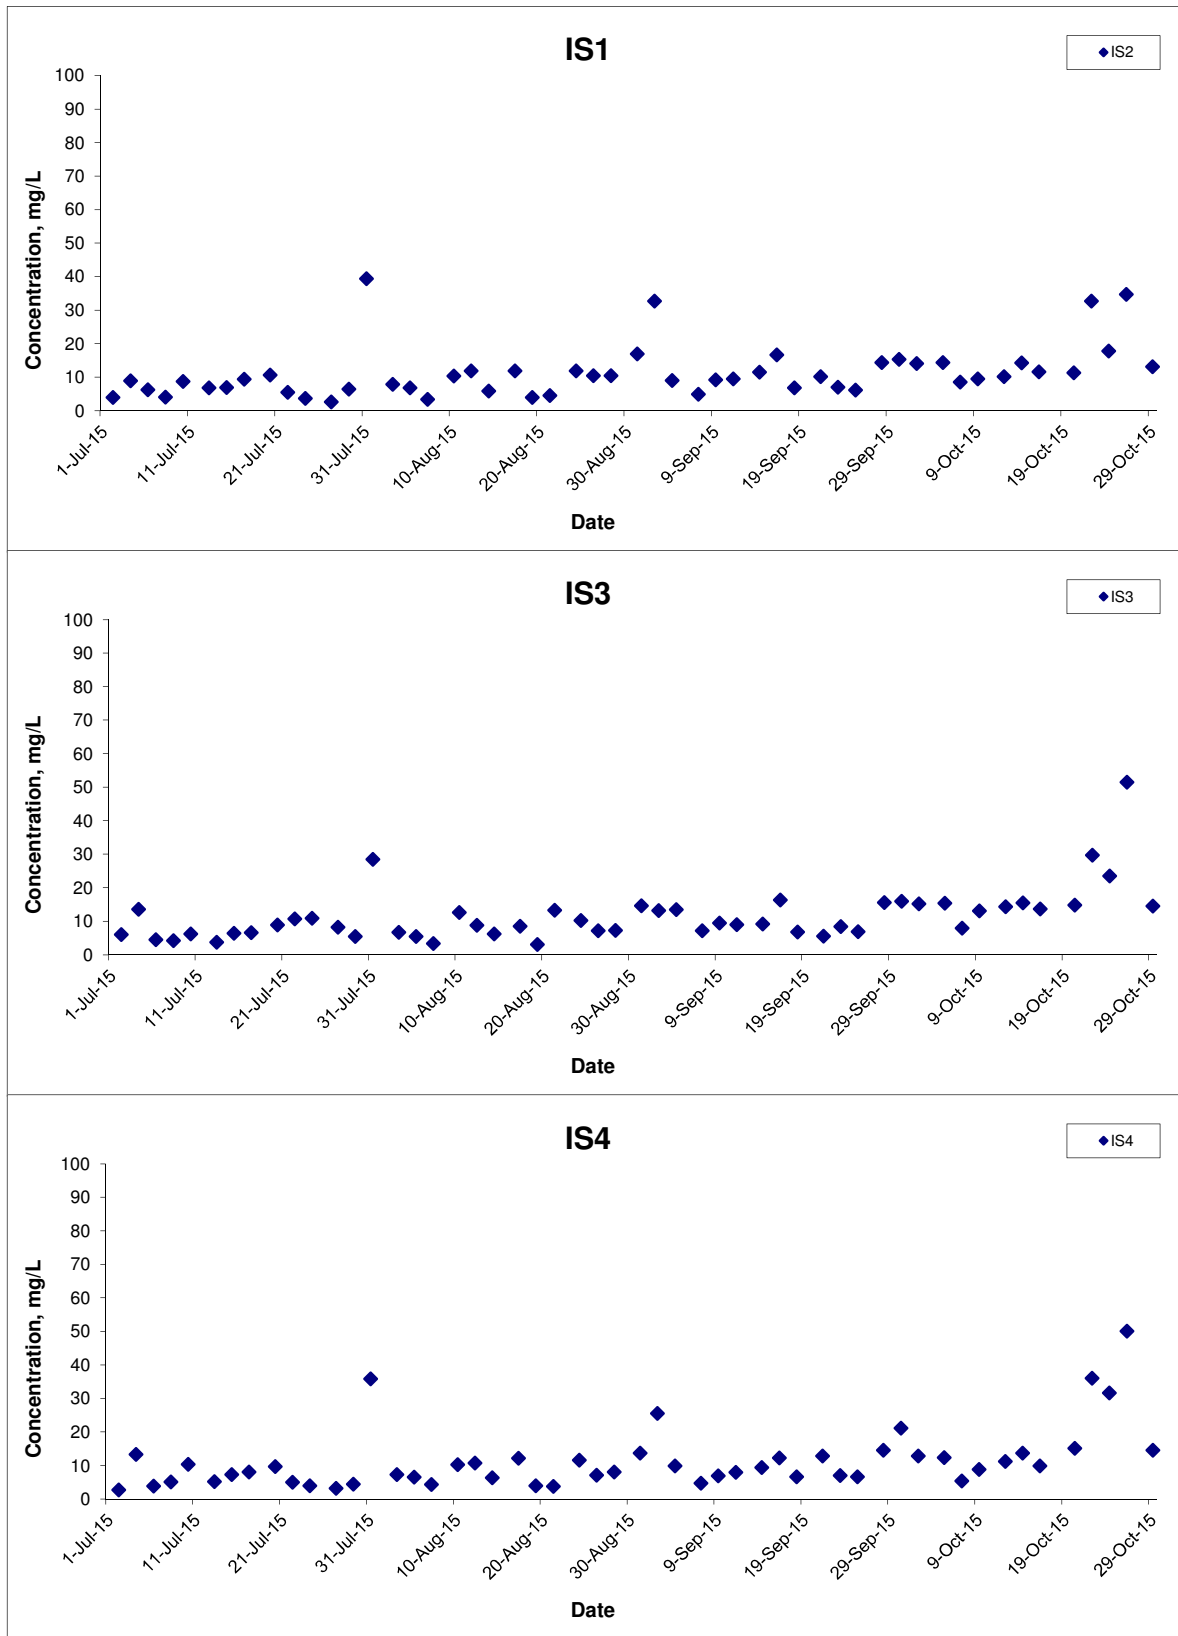 IS1
IS2
100
90
80
70
60
50
40
30
20
10
0
Concentration, mg/L
1-Jul-15 11-Jul-15 21-Jul-15 31-Jul-15 10-Aug-15 20-Aug-15 30-Aug-15 9-Sep-15 19-Sep-15 29-Sep-15 9-Oct-15 19-Oct-15 29-Oct-15
Date
IS3
IS3
100
90
80
70
60
50
40
30
20
10
0
Concentration, mg/L
1-Jul-15 11-Jul-15 21-Jul-15 31-Jul-15 10-Aug-15 20-Aug-15 30-Aug-15 9-Sep-15 19-Sep-15 29-Sep-15 9-Oct-15 19-Oct-15 29-Oct-15
Date
IS4
IS4
100
90
80
70
60
50
40
30
20
10
0
Concentration, mg/L
1-Jul-15 11-Jul-15 21-Jul-15 31-Jul-15 10-Aug-15 20-Aug-15 30-Aug-15 9-Sep-15 19-Sep-15 29-Sep-15 9-Oct-15 19-Oct-15 29-Oct-15
Date